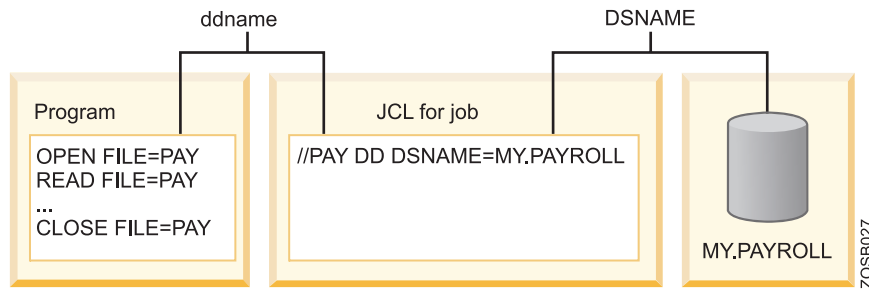 ddname
DSNAME
Program
OPEN FILE=PAY
READ FILE=PAY
...
CLOSE FILE=PAY
JCL for job
//PAY DD DSNAME=MY.PAYROLL
MY.PAYROLL
ZOSB027